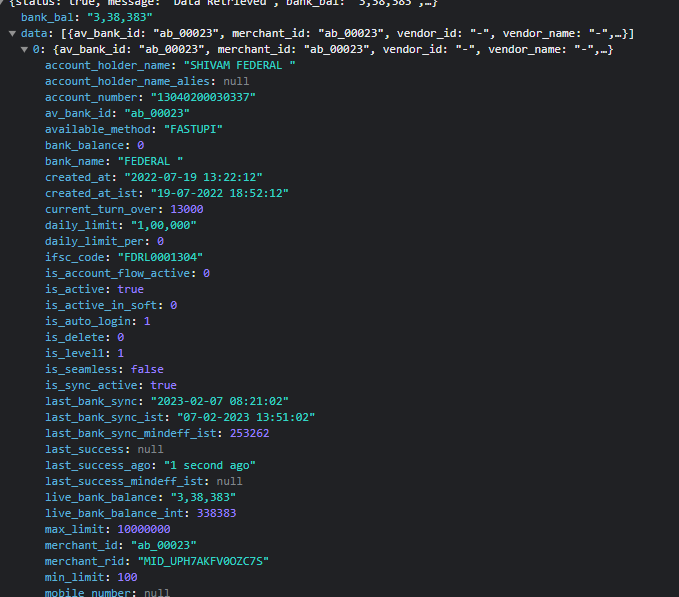 {status: true, message: "Data Retrieved", bank_bal: "3,38,383",…}
bank_bal: "3,38,383"
data: [{av_bank_id: "ab_00023", merchant_id: "ab_00023", vendor_id: "-", vendor_name: "-",…}]
0: {av_bank_id: "ab_00023", merchant_id: "ab_00023", vendor_id: "-", vendor_name: "-",…}
account_holder_name: "SHIVAM FEDERAL "
account_holder_name_alies: null
account_number: "13040200030337"
av_bank_id: "ab_00023"
available_method: "FASTUPI"
bank_balance: 0
bank_name: "FEDERAL "
created_at: "2022-07-19 13:22:12"
created_at_ist: "19-07-2022 18:52:12"
current_turn_over: 13000
daily_limit: "1,00,000"
daily_limit_per: 0
ifsc_code: "FDRL0001304"
is_account_flow_active: 0
is_active: true
is_active_in_soft: 0
is_auto_login: 1
is_delete: 0
is_level1: 1
is_seamless: false
is_sync_active: true
last_bank_sync: "2023-02-07 08:21:02"
last_bank_sync_ist: "07-02-2023 13:51:02"
last_bank_sync_mindeff_ist: 253262
last_success: null
last_success_ago: "1 second ago"
last_success_mindeff_ist: null
live_bank_balance: "3,38,383"
live_bank_balance_int: 338383
max_limit: 10000000
merchant_id: "ab_00023"
merchant_rid: "MID_UPH7AKFV0OZC7S"
min_limit: 100
mobile_number: null